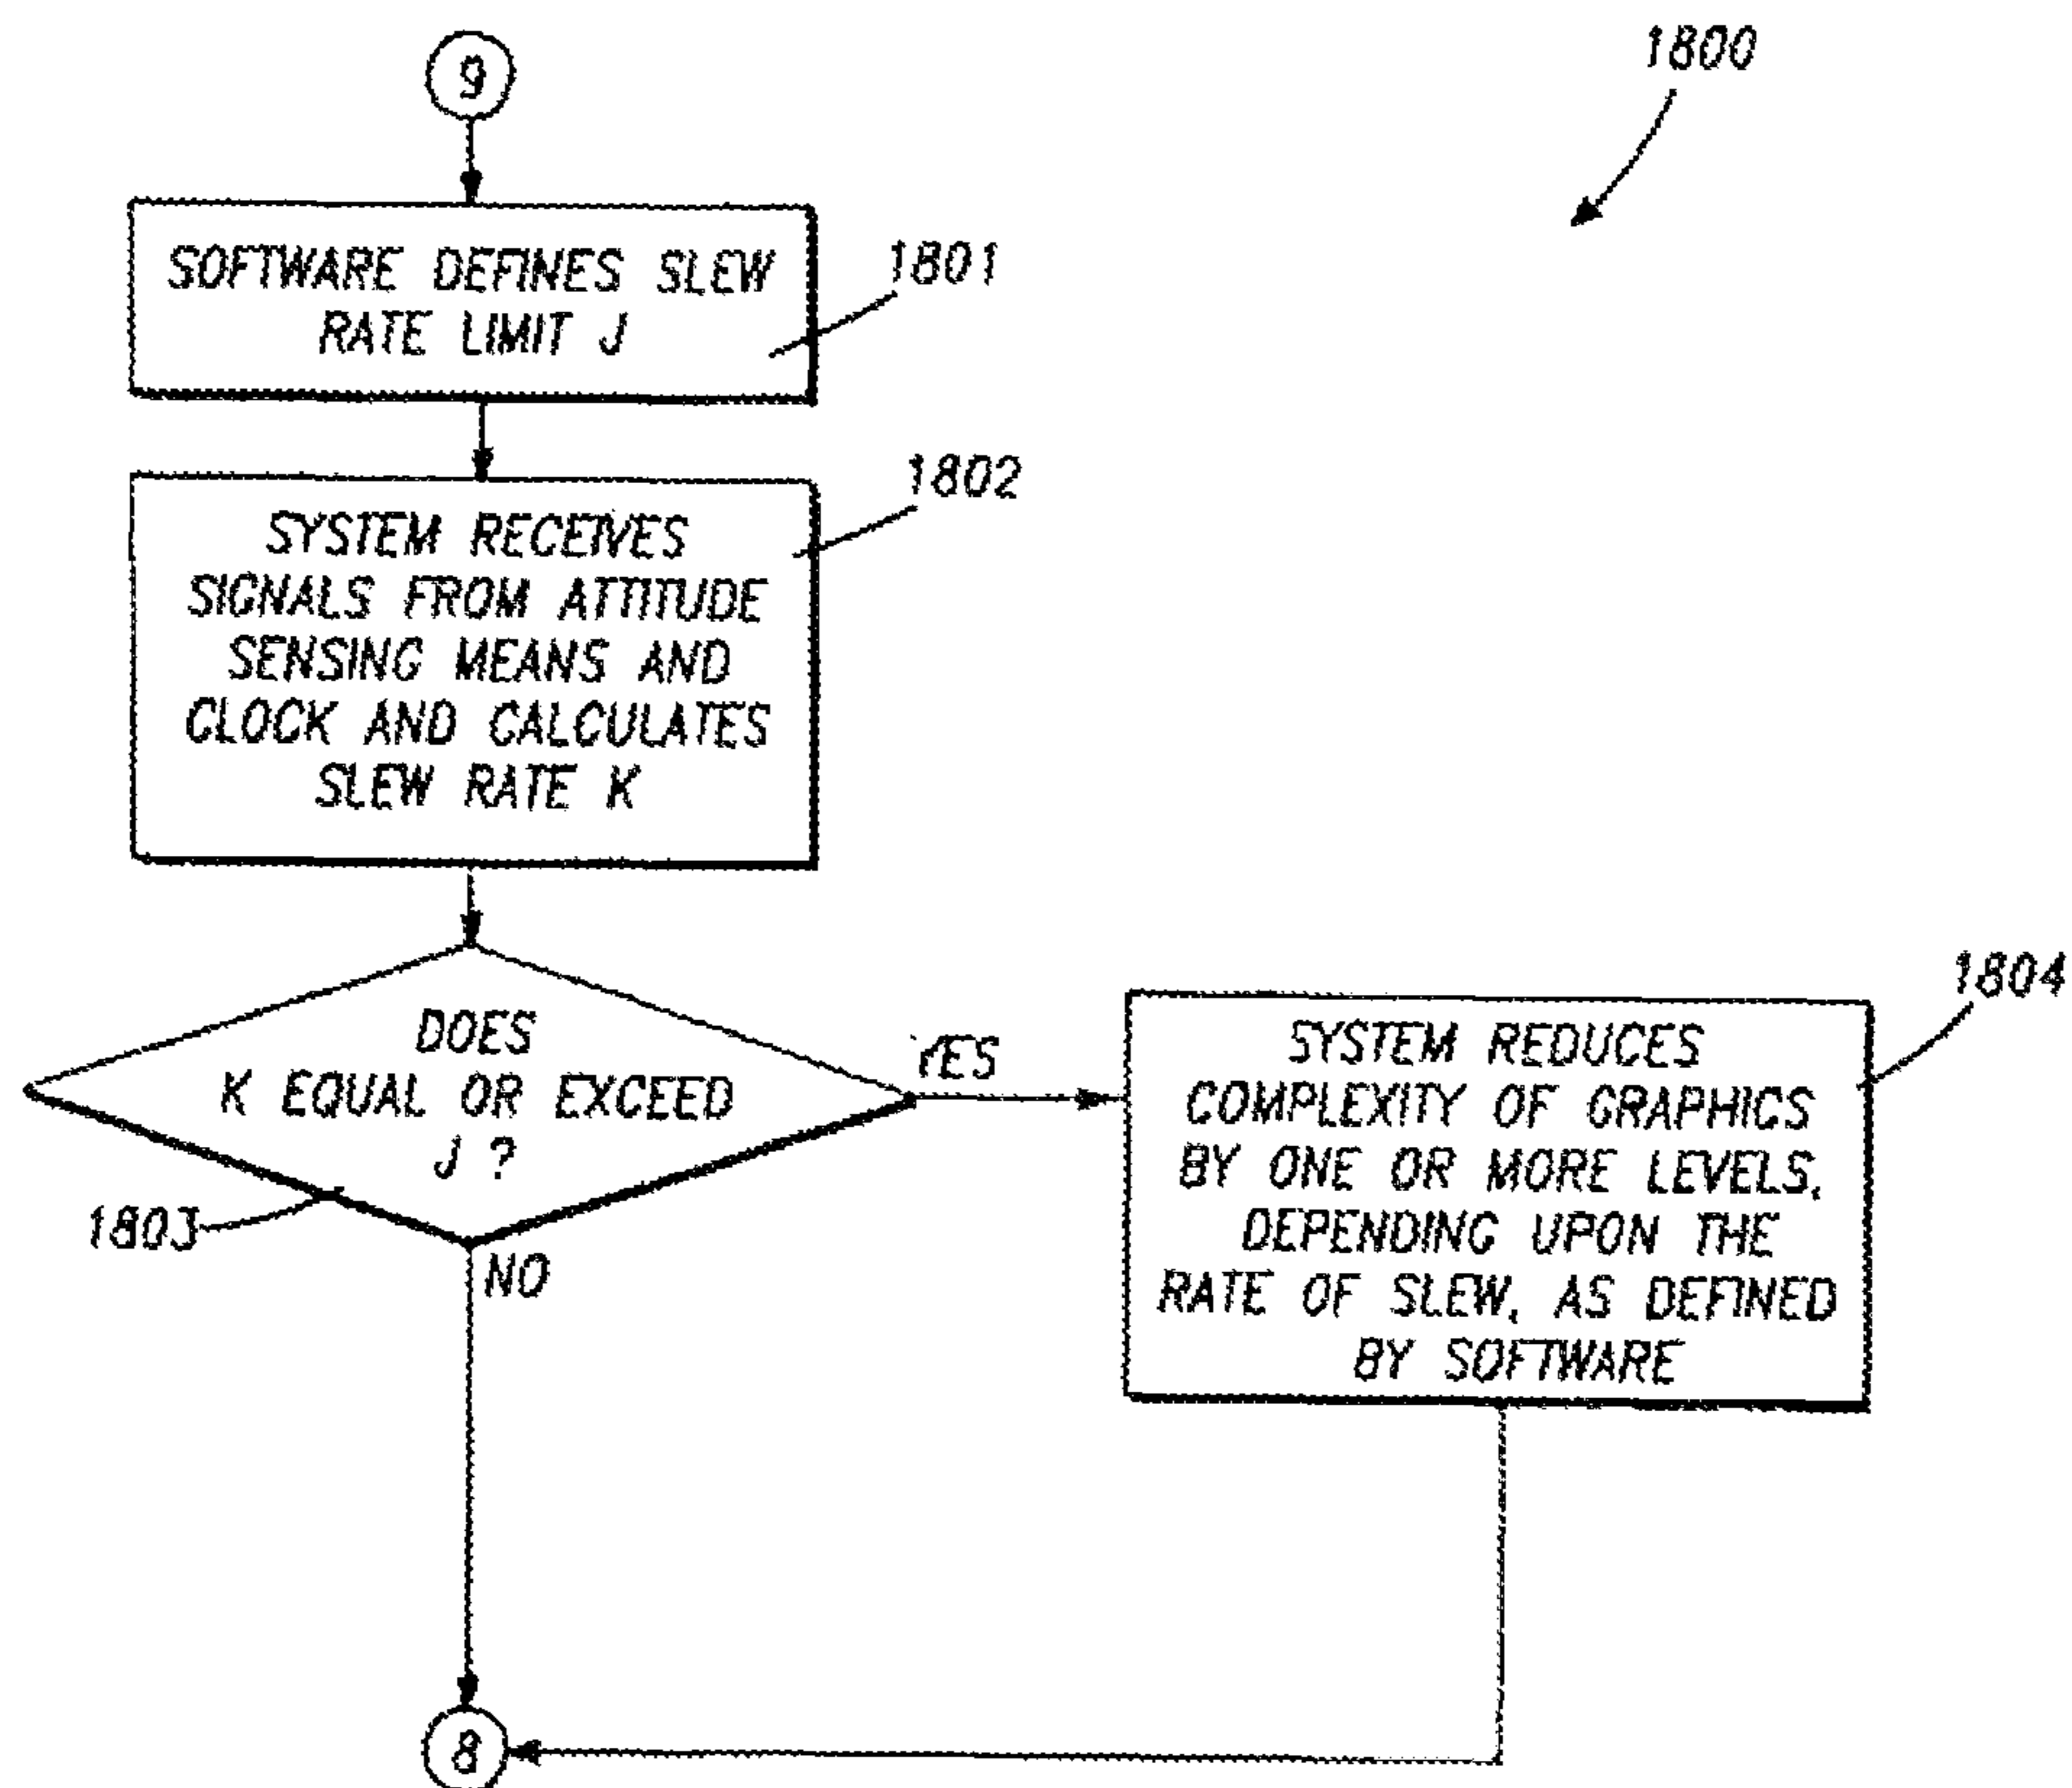 9
1800
SOFTWARE DEFINES SLEW
RATE LIMIT J
1801
1802
SYSTEM RECEIVES
SIGNALS FROM ATTITUDE
SENSING MEANS AND
CLOCK AND CALCULATES
SLEW RATE K
DOES
K EQUAL OR EXCEED
J ?
YES
1803
NO
1804
SYSTEM REDUCES
COMPLEXITY OF GRAPHICS
BY ONE OR MORE LEVELS,
DEPENDING UPON THE
RATE OF SLEW, AS DEFINED
BY SOFTWARE
8